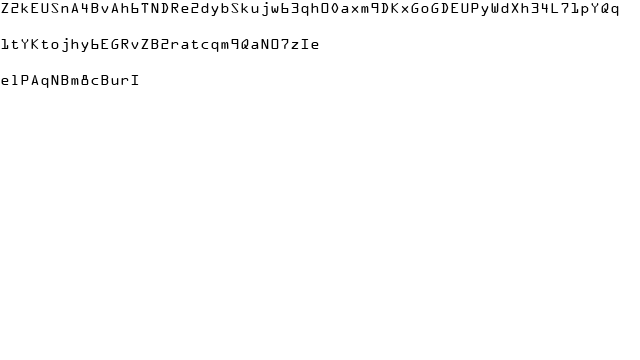 Z2kEUSnA4BvAh6TNDRe2dybSkujw63qhO0axm9DKxGoGDEUPyWdXh34L71pYQq
1tYKtojhy6EGRvZB2ratcqm9QaNO7zIe
elPAqNBm8cBurI